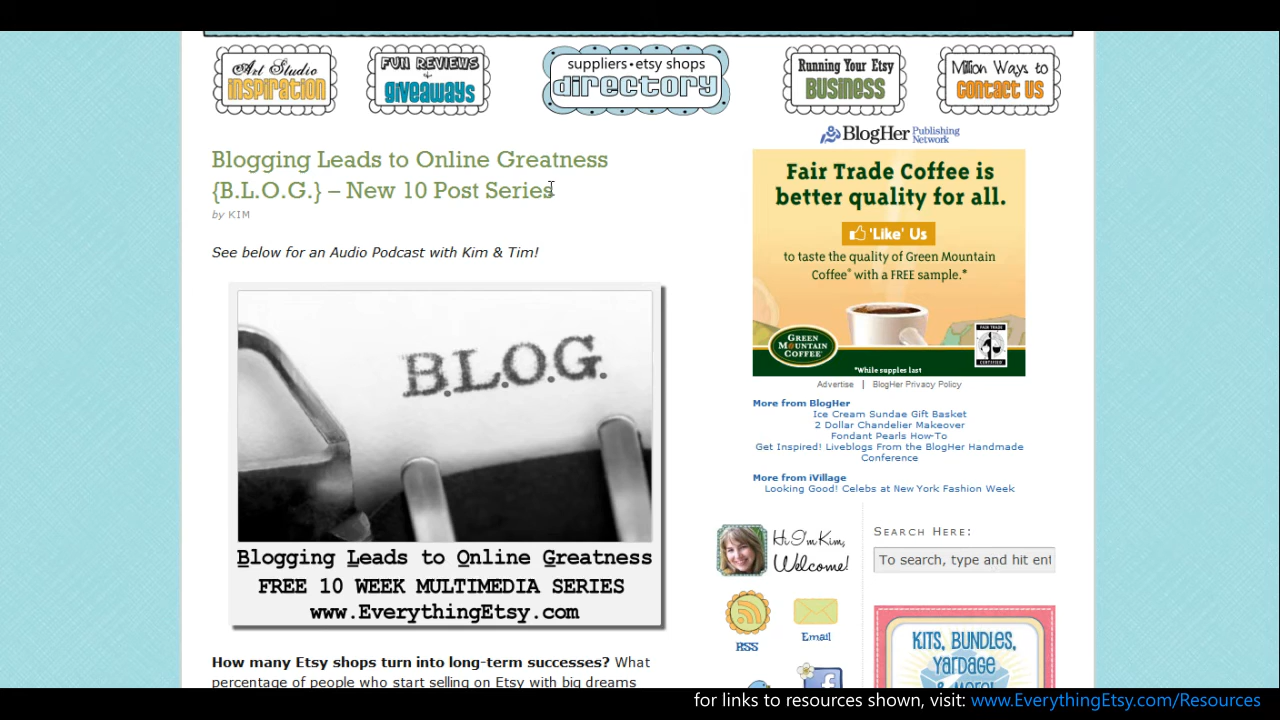 Art Studio
INSPIRATION
FUN REVIEWS
&
giveaways
suppliers • etsy shops
directory
Running Your Etsy
BUSINESS
Million Ways to
CONTACT US
BlogHer Publishing
Network
Blogging Leads to Online Greatness
{B.L.O.G.} – New 10 Post Series
by KIM
See below for an Audio Podcast with Kim & Tim!
B.L.O.G.
Blogging Leads to Online Greatness
FREE 10 WEEK MULTIMEDIA SERIES
www.EverythingEtsy.com
How many Etsy shops turn into long-term successes? What
percentage of people who start selling on Etsy with big dreams
Fair Trade Coffee is
better quality for all.
'Like' Us
to taste the quality of Green Mountain
Coffee® with a FREE sample.*
GREEN
MOUNTAIN
COFFEE
FAIR TRADE
CERTIFIED
*While supplies last
Advertise | BlogHer Privacy Policy
More from BlogHer
Ice Cream Sundae Gift Basket
2 Dollar Chandelier Makeover
Fondant Pearls How-To
Get Inspired! Liveblogs From the BlogHer Handmade
Conference
More from iVillage
Looking Good! Celebs at New York Fashion Week
Hi I'm Kim,
Welcome!
RSS
Email
SEARCH HERE:
To search, type and hit ent
KITS, BUNDLES,
YARDAGE
& MORE!
for links to resources shown, visit: www.EverythingEtsy.com/Resources